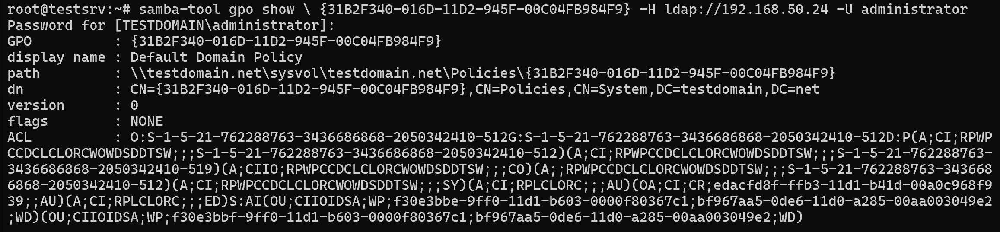 root@testsrv:~# samba-tool gpo show \ {31B2F340-016D-11D2-945F-00C04FB984F9} -H ldap://192.168.50.24 -U administrator
Password for [TESTDOMAIN\administrator]:
GPO          : {31B2F340-016D-11D2-945F-00C04FB984F9}
display name : Default Domain Policy
path         : \\testdomain.net\sysvol\testdomain.net\Policies\{31B2F340-016D-11D2-945F-00C04FB984F9}
dn           : CN={31B2F340-016D-11D2-945F-00C04FB984F9},CN=Policies,CN=System,DC=testdomain,DC=net
version      : 0
flags        : NONE
ACL          : O:S-1-5-21-762288763-3436686868-2050342410-512G:S-1-5-21-762288763-3436686868-2050342410-512D:P(A;CI;RPWP
CCDCLCLORCWOWDSDDTSW;;;S-1-5-21-762288763-3436686868-2050342410-512)(A;CI;RPWPCCDCLCLORCWOWDSDDTSW;;;S-1-5-21-762288763-
3436686868-2050342410-519)(A;CIIO;RPWPCCDCLCLORCWOWDSDDTSW;;;CO)(A;;RPWPCCDCLCLORCWOWDSDDTSW;;;S-1-5-21-762288763-343668
6868-2050342410-512)(A;CI;RPWPCCDCLCLORCWOWDSDDTSW;;;SY)(A;CI;RPLCLORC;;;AU)(OA;CI;CR;edacfd8f-ffb3-11d1-b41d-00a0c968f9
39;;AU)(A;CI;RPLCLORC;;;ED)S:AI(OU;CIIOIDSA;WP;f30e3bbe-9ff0-11d1-b603-0000f80367c1;bf967aa5-0de6-11d0-a285-00aa003049e2
;WD)(OU;CIIOIDSA;WP;f30e3bbf-9ff0-11d1-b603-0000f80367c1;bf967aa5-0de6-11d0-a285-00aa003049e2;WD)